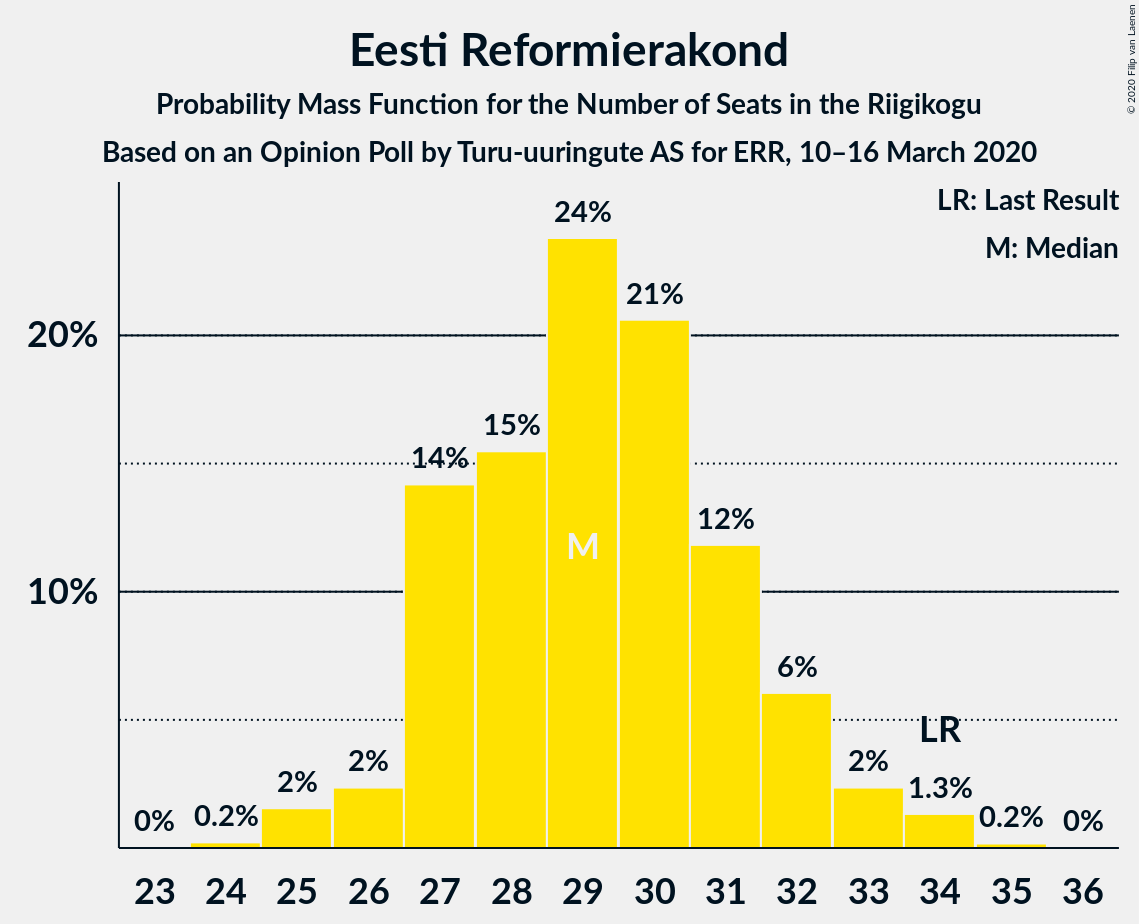 Eesti Reformierakond
Probability Mass Function for the Number of Seats in the Riigikogu
Based on an Opinion Poll by Turu-uuringute AS for ERR, 10–16 March 2020
© 2020 Filip van Laenen
LR: Last Result
M: Median
20%
10%
0%
0.2%
2%
2%
14%
15%
24%
21%
12%
6%
2%
1.3%
0.2%
0%
M
LR
23 24 25 26 27 28 29 30 31 32 33 34 35 36